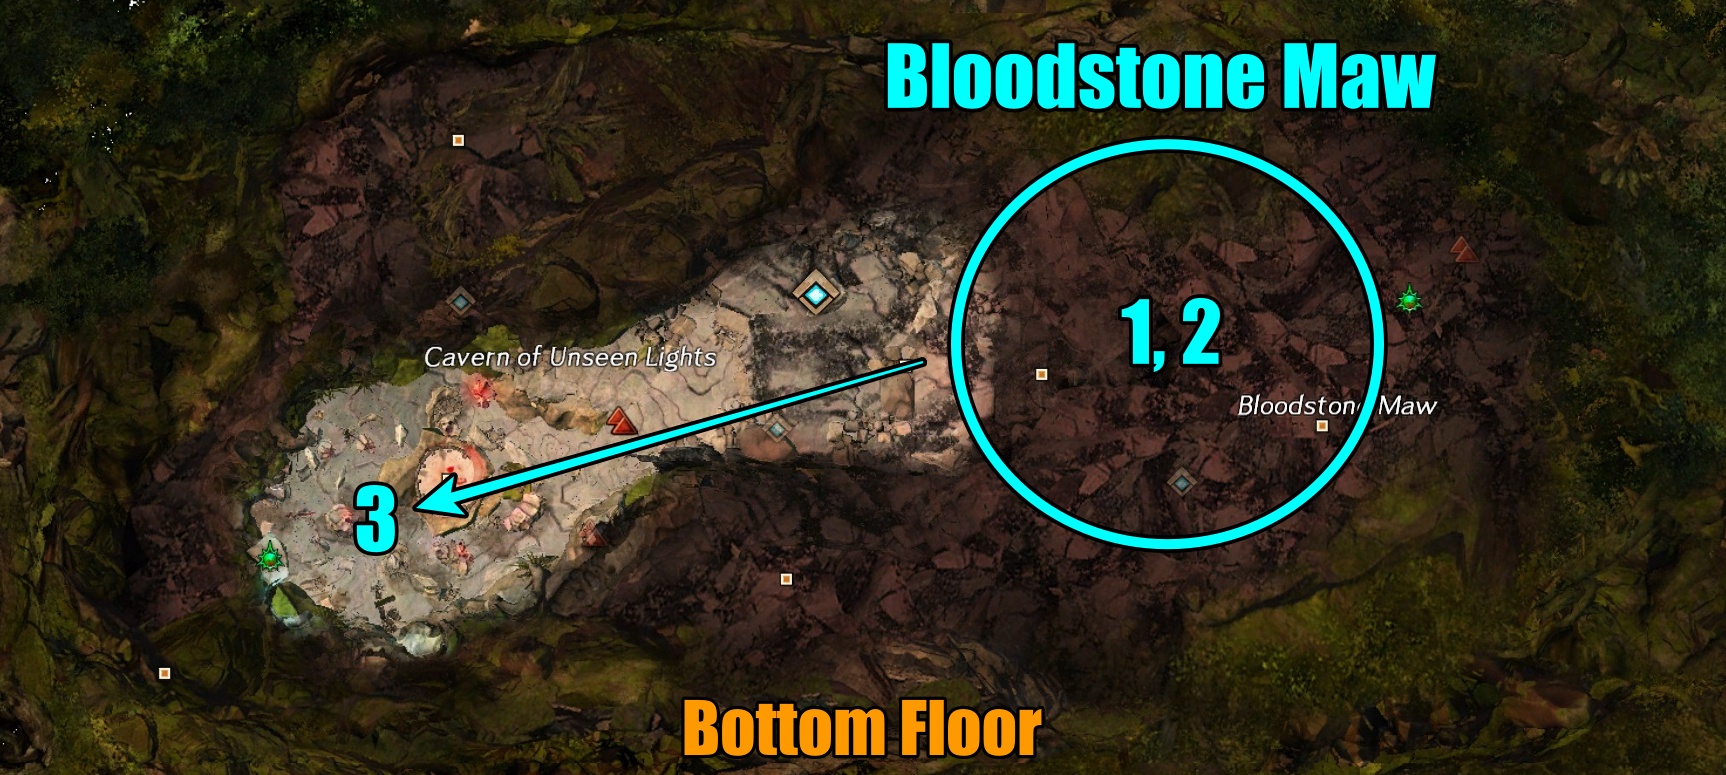 Bloodstone Maw
1, 2
Cavern of Unseen Lights
Bloodstone Maw
3
Bottom Floor